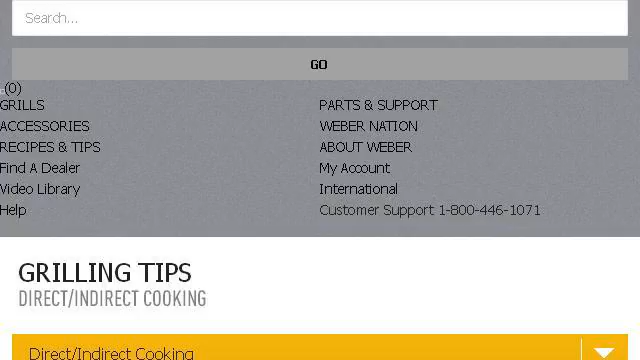 Search...
GO
(0)
GRILLS
ACCESSORIES
RECIPES & TIPS
Find A Dealer
Video Library
Help
PARTS & SUPPORT
WEBER NATION
ABOUT WEBER
My Account
International
Customer Support 1-800-446-1071
GRILLING TIPS
DIRECT/INDIRECT COOKING
Direct/Indirect Cooking